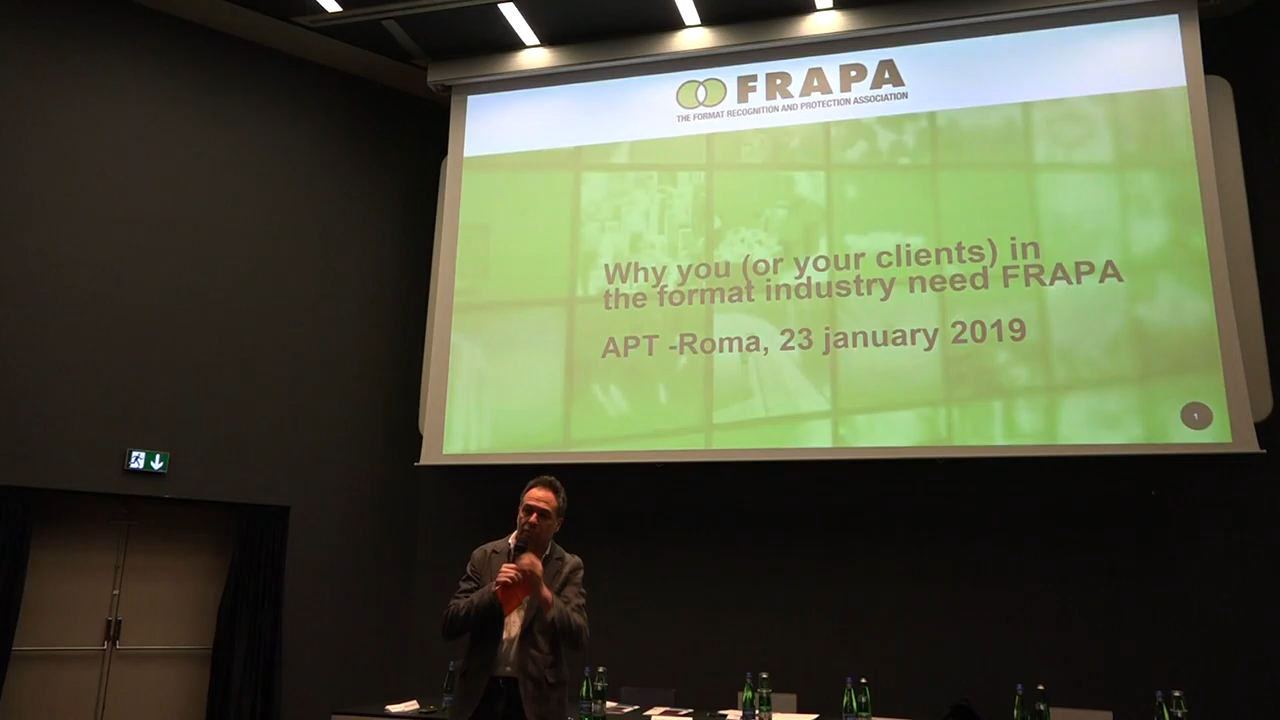 FRAPA
THE FORMAT RECOGNITION AND PROTECTION ASSOCIATION
Why you (or your clients) in
the format industry need FRAPA
APT -Roma, 23 january 2019
1